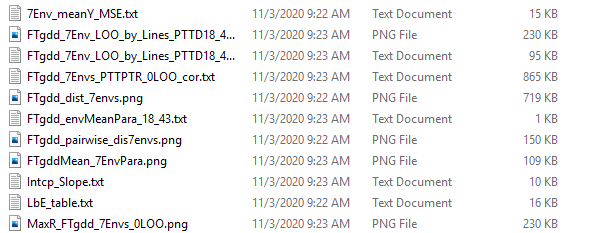 7Env_meanY_MSE.txt 11/3/2020 9:22 AM Text Document 15 KB
FTgdd_7Env_LOO_by_Lines_PTTD18_4... 11/3/2020 9:23 AM PNG File 230 KB
FTgdd_7Env_LOO_by_Lines_PTTD18_4... 11/3/2020 9:23 AM Text Document 95 KB
FTgdd_7Envs_PTTPTR_0LOO_cor.txt 11/3/2020 9:23 AM Text Document 865 KB
FTgdd_dist_7envs.png 11/3/2020 9:22 AM PNG File 719 KB
FTgdd_envMeanPara_18_43.txt 11/3/2020 9:23 AM Text Document 1 KB
FTgdd_pairwise_dis7envs.png 11/3/2020 9:22 AM PNG File 150 KB
FTgddMean_7EnvPara.png 11/3/2020 9:23 AM PNG File 109 KB
Intcp_Slope.txt 11/3/2020 9:23 AM Text Document 10 KB
LbE_table.txt 11/3/2020 9:22 AM Text Document 16 KB
MaxR_FTgdd_7Envs_0LOO.png 11/3/2020 9:23 AM PNG File 230 KB